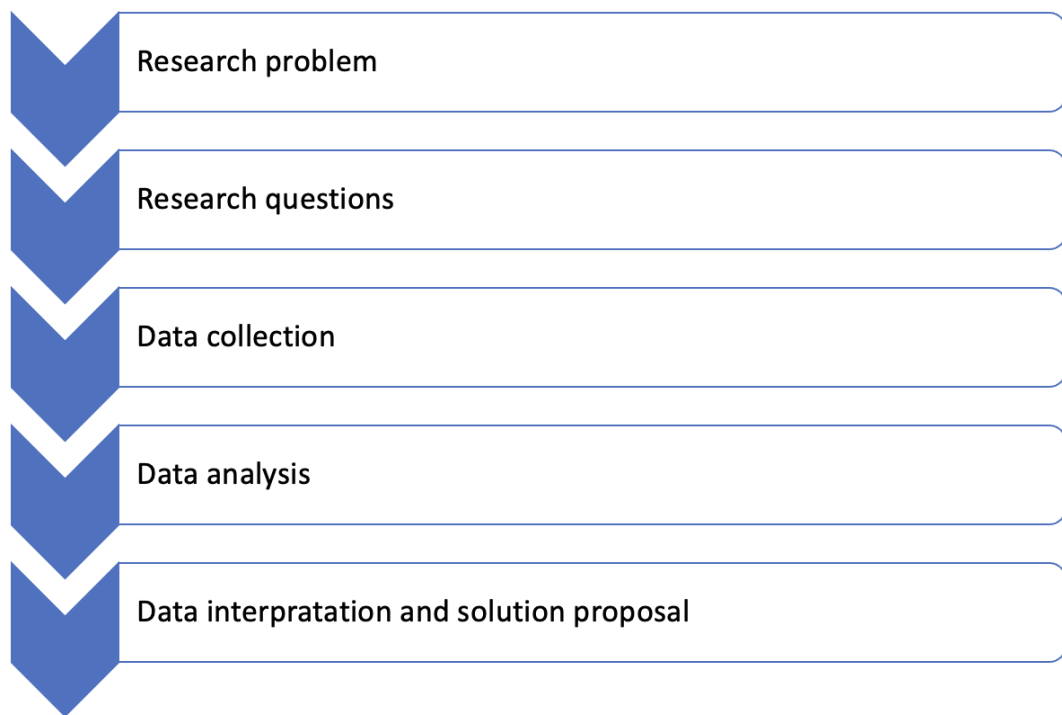 Research problem
Research questions
Data collection
Data analysis
Data interpratation and solution proposal